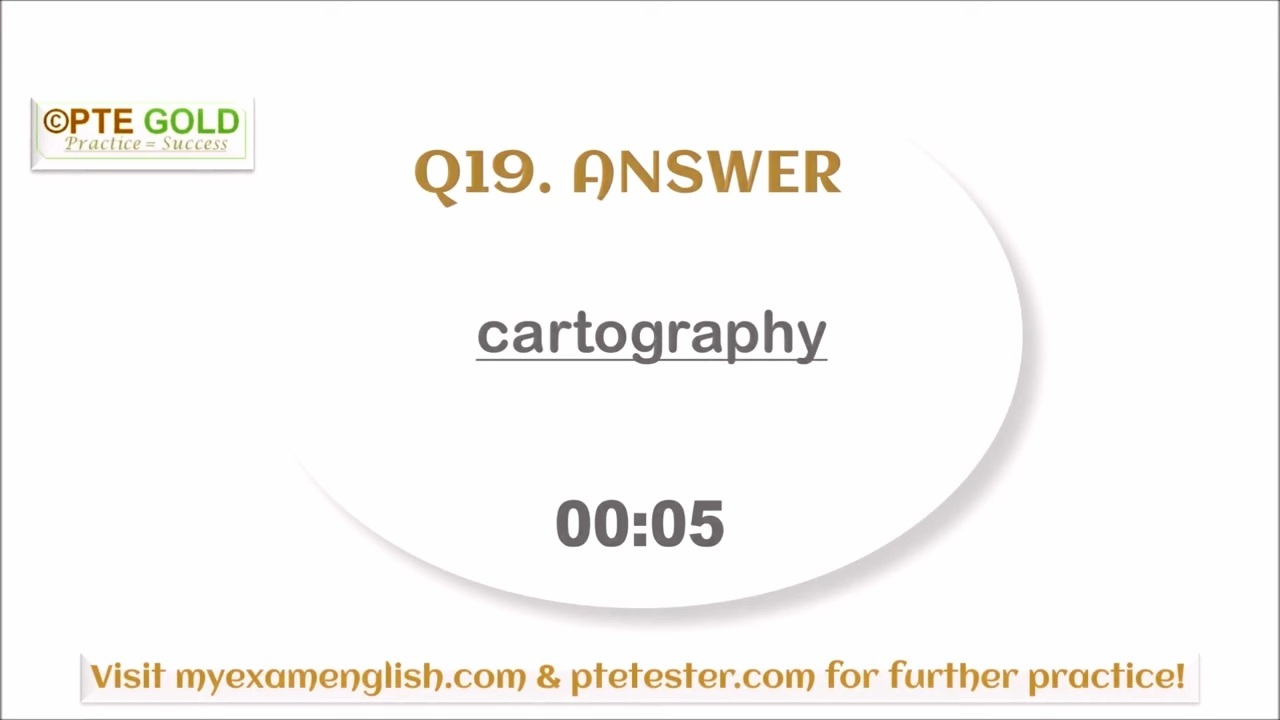 ©PTE GOLD
Practice = Success
Q19. ANSWER
cartography
00:05
Visit myexamenglish.com & ptetester.com for further practice!